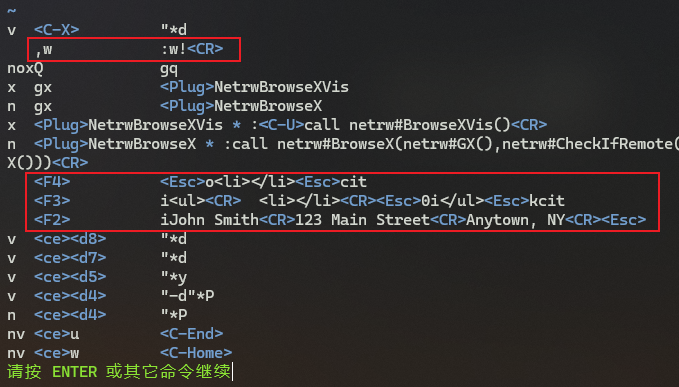 ~
v  <C-X>       "*d
   ,w          :w!<CR>
noxQ           gq
x  gx          <Plug>NetrwBrowseXVis
n  gx          <Plug>NetrwBrowseX
x  <Plug>NetrwBrowseXVis * :<C-U>call netrw#BrowseXVis()<CR>
n  <Plug>NetrwBrowseX * :call netrw#BrowseX(netrw#GX(),netrw#CheckIfRemote(
X()))<CR>
   <F4>        <Esc>o<li></li><Esc>cit
   <F3>        i<ul><CR>  <li></li><CR><Esc>0i</ul><Esc>kcit
   <F2>        iJohn Smith<CR>123 Main Street<CR>Anytown, NY<CR><Esc>
v  <ce><d8>    "*d
v  <ce><d7>    "*d
v  <ce><d5>    "*y
v  <ce><d4>    "-d"*P
n  <ce><d4>    "*P
nv <ce>u       <C-End>
nv <ce>w       <C-Home>
请按 ENTER 或其它命令继续